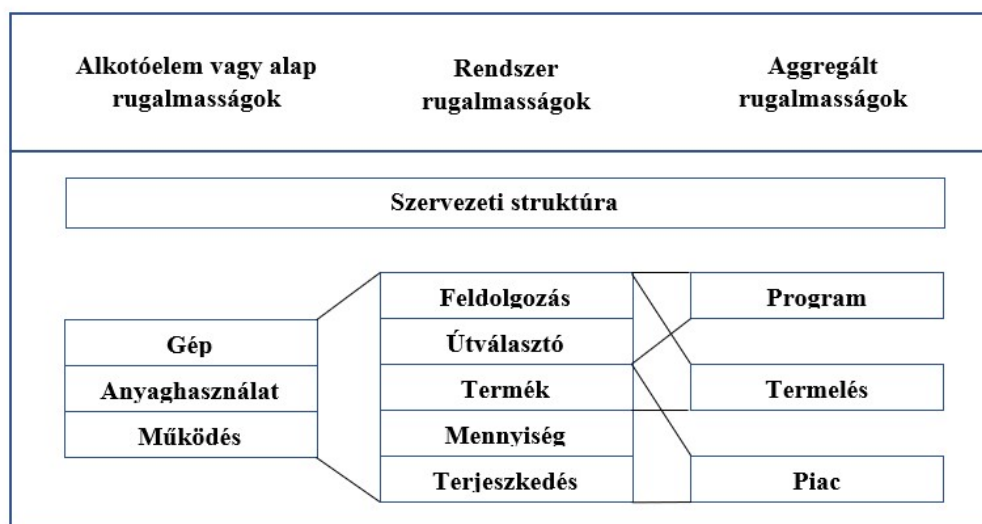 Alkotóelem vagy alap
rugalmasságok
Rendszer
rugalmasságok
Aggregált
rugalmasságok
Szervezeti struktúra
Gép
Anyaghasználat
Működés
Feldolgozás
Útválasztó
Termék
Mennyiség
Terjeszkedés
Program
Termelés
Piac